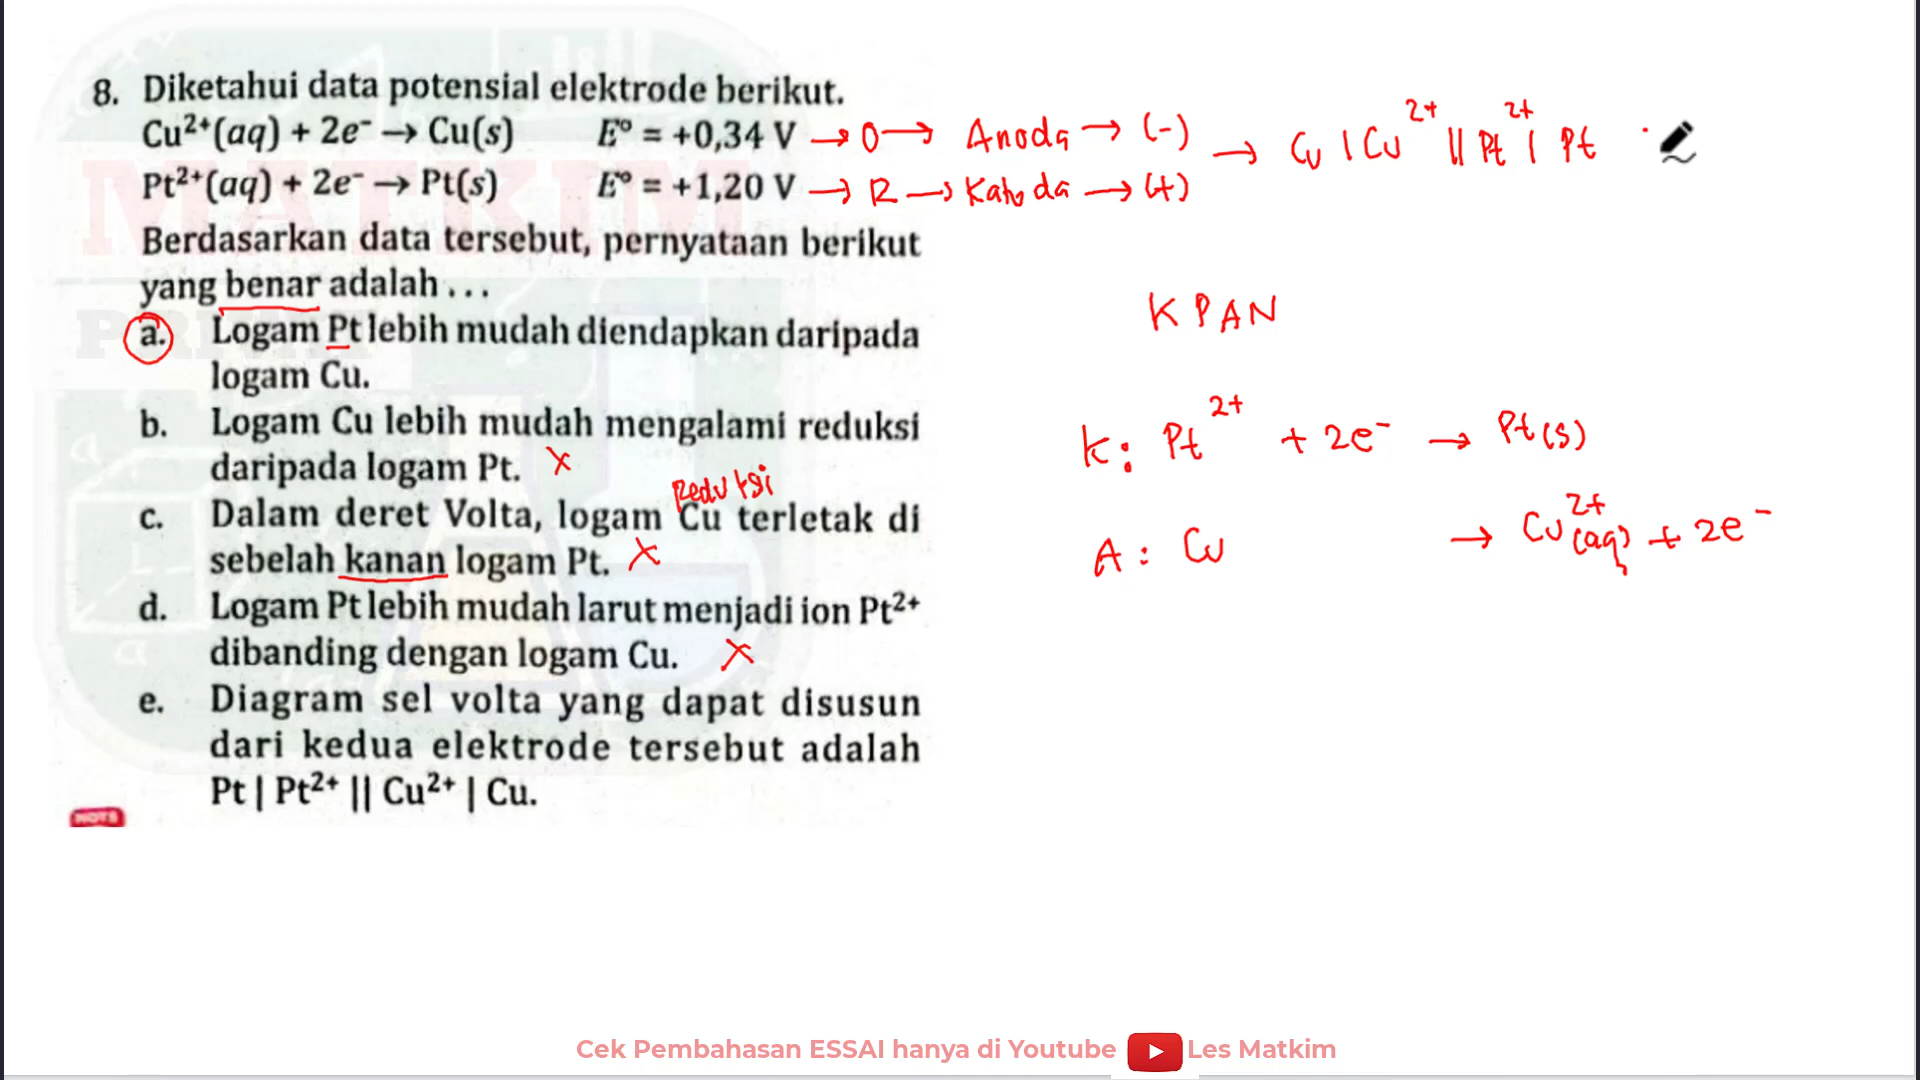 8. Diketahui data potensial elektrode berikut.
Cu²⁺(aq) + 2e⁻ → Cu(s) E° = +0,34 V → O → Anoda → (-) → Cu | Cu²⁺ || Pt²⁺ | Pt
Pt²⁺(aq) + 2e⁻ → Pt(s) E° = +1,20 V → R → Katoda → (+)
Berdasarkan data tersebut, pernyataan berikut
yang benar adalah . . .
KPAN
a. Logam Pt lebih mudah diendapkan daripada
logam Cu.
b. Logam Cu lebih mudah mengalami reduksi
daripada logam Pt. X
K : Pt²⁺ + 2e⁻ → Pt(s)
Reduksi
c. Dalam deret Volta, logam Cu terletak di
sebelah kanan logam Pt. X
A : Cu → Cu²⁺(aq) + 2e⁻
d. Logam Pt lebih mudah larut menjadi ion Pt²⁺
dibanding dengan logam Cu. X
e. Diagram sel volta yang dapat disusun
dari kedua elektrode tersebut adalah
Pt | Pt²⁺ || Cu²⁺ | Cu.
HOTS
Cek Pembahasan ESSAI hanya di Youtube Les Matkim
MATKIM